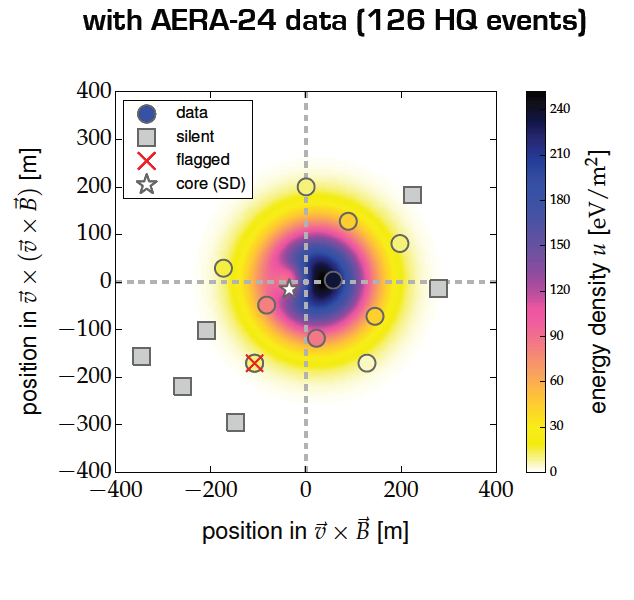 with AERA-24 data (126 HQ events)
400
300
200
100
0
−100
−200
−300
−400
−400
−200
0
200
400
position in v⃗ × (v⃗ × B⃗) [m]
position in v⃗ × B⃗ [m]
data
silent
flagged
core (SD)
240
210
180
150
120
90
60
30
0
energy density u [eV/m²]